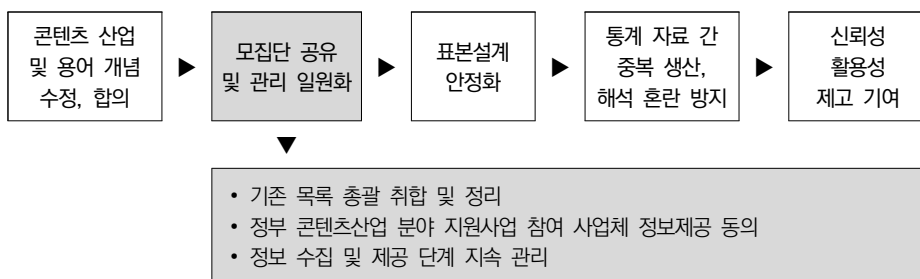 콘텐츠 산업
및 용어 개념
수정, 합의
▶
모집단 공유
및 관리 일원화
▶
표본설계
안정화
▶
통계 자료 간
중복 생산,
해석 혼란 방지
▶
신뢰성
활용성
제고 기여
▼
• 기존 목록 총괄 취합 및 정리
• 정부 콘텐츠산업 분야 지원사업 참여 사업체 정보제공 동의
• 정보 수집 및 제공 단계 지속 관리